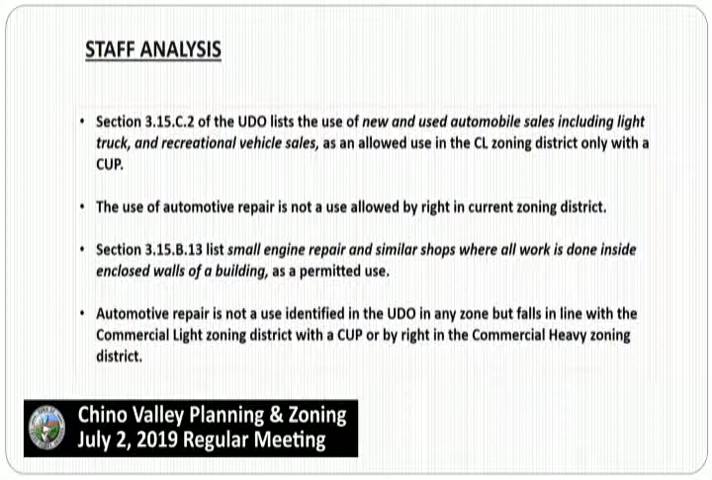 STAFF ANALYSIS
• Section 3.15.C.2 of the UDO lists the use of new and used automobile sales including light
truck, and recreational vehicle sales, as an allowed use in the CL zoning district only with a
CUP.
• The use of automotive repair is not a use allowed by right in current zoning district.
• Section 3.15.B.13 list small engine repair and similar shops where all work is done inside
enclosed walls of a building, as a permitted use.
• Automotive repair is not a use identified in the UDO in any zone but falls in line with the
Commercial Light zoning district with a CUP or by right in the Commercial Heavy zoning
district.
Chino Valley Planning & Zoning
July 2, 2019 Regular Meeting